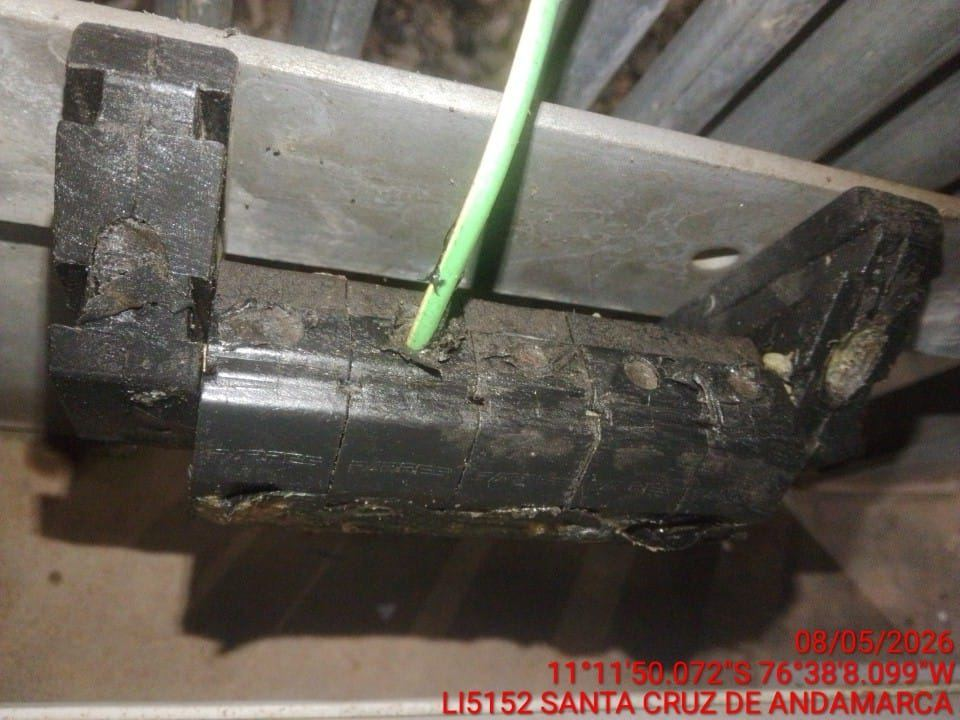 08/05/2026
11°11'50.072"S 76°38'8.099"W
LI5152 SANTA CRUZ DE ANDAMARCA